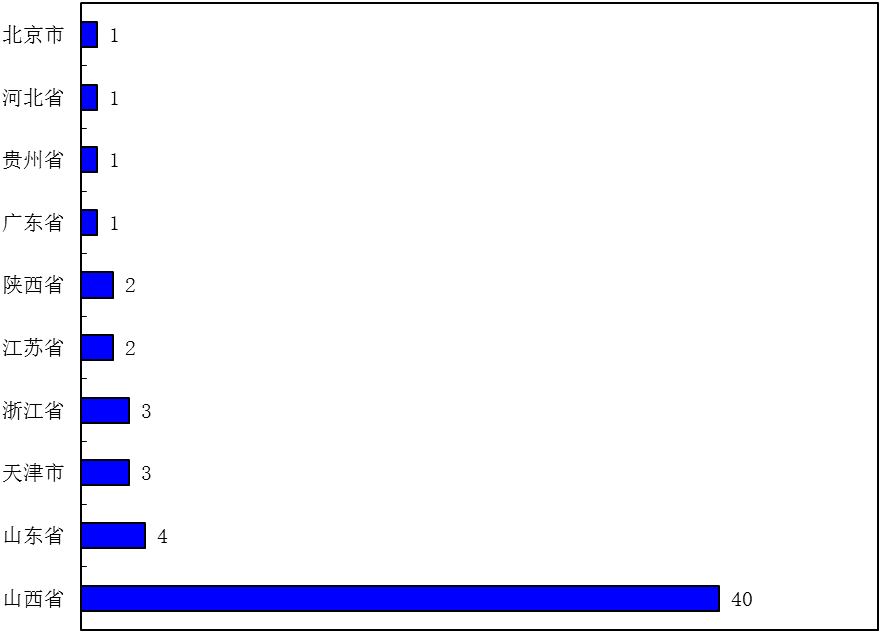 北京市 1
河北省 1
贵州省 1
广东省 1
陕西省 2
江苏省 2
浙江省 3
天津市 3
山东省 4
山西省 40